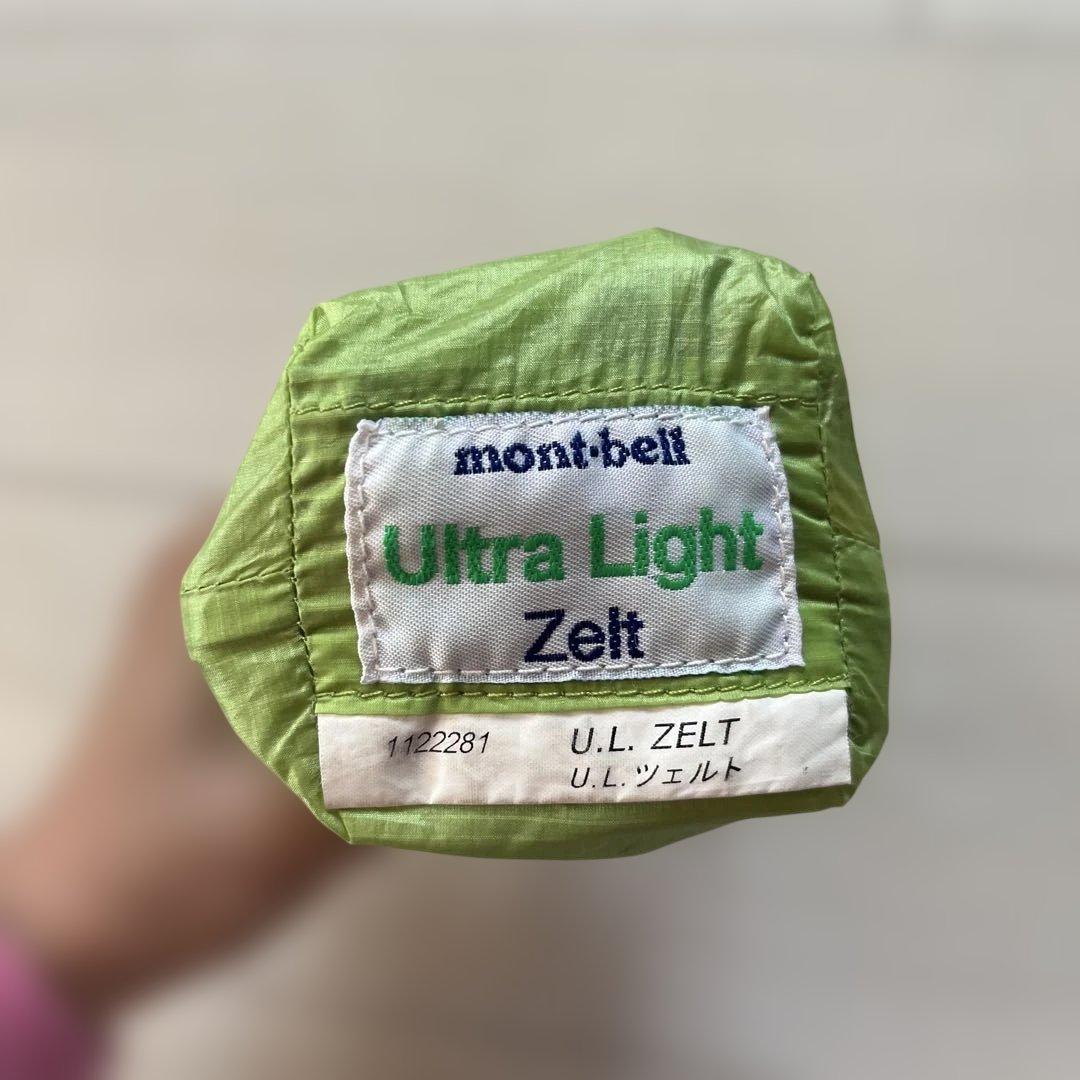 mont·bell
Ultra Light
Zelt
1122281 U.L. ZELT
U.L.ツェルト